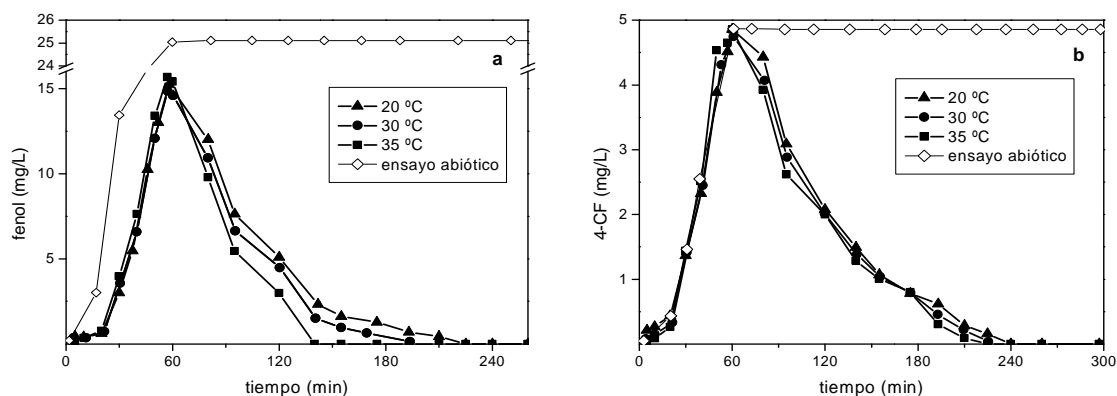 26
25
24
15
10
5
fenol (mg/L)
a
20 ºC
30 ºC
35 ºC
ensayo abiótico
0 60 120 180 240
tiempo (min)
5
4
3
2
1
4-CF (mg/L)
b
20 ºC
30 ºC
35 ºC
ensayo abiótico
0 60 120 180 240 300
tiempo (min)